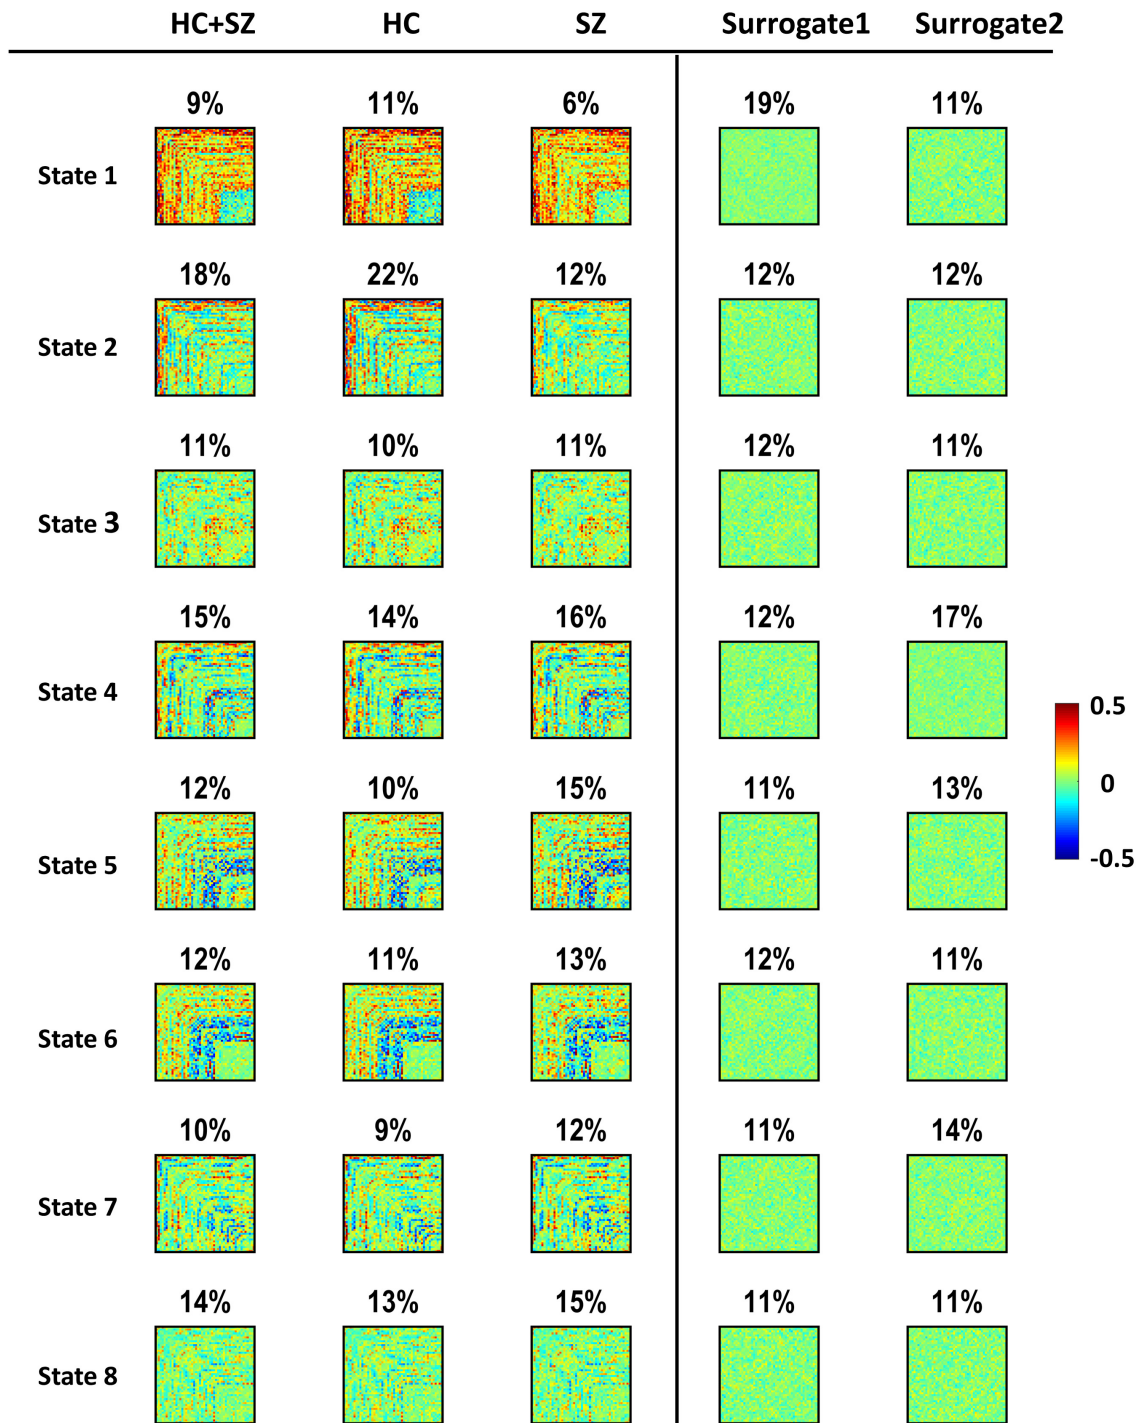 HC+SZ HC SZ Surrogate1 Surrogate2
9% 11% 6% 19% 11%
State 1
18% 22% 12% 12% 12%
State 2
11% 10% 11% 12% 11%
State 3
15% 14% 16% 12% 17%
State 4
0.5
12% 10% 15% 11% 13%
0
State 5
-0.5
12% 11% 13% 12% 11%
State 6
10% 9% 12% 11% 14%
State 7
14% 13% 15% 11% 11%
State 8